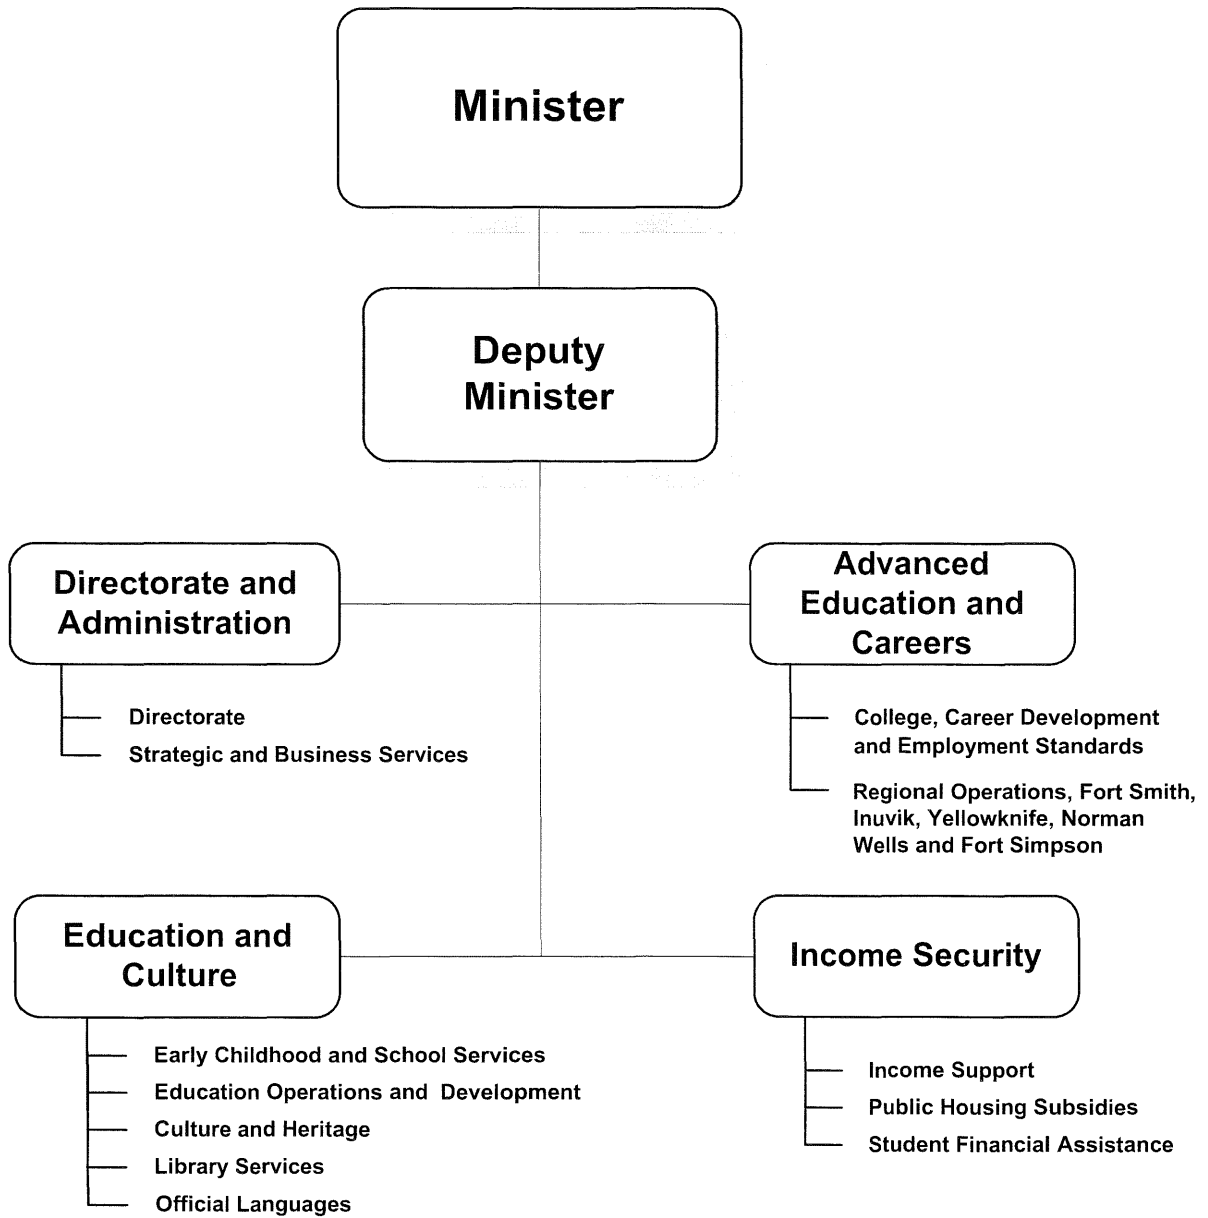 Minister
Deputy
Minister
Directorate and
Administration
Directorate
Strategic and Business Services
Advanced
Education and
Careers
College, Career Development
and Employment Standards
Regional Operations, Fort Smith,
Inuvik, Yellowknife, Norman
Wells and Fort Simpson
Education and
Culture
Early Childhood and School Services
Education Operations and Development
Culture and Heritage
Library Services
Official Languages
Income Security
Income Support
Public Housing Subsidies
Student Financial Assistance